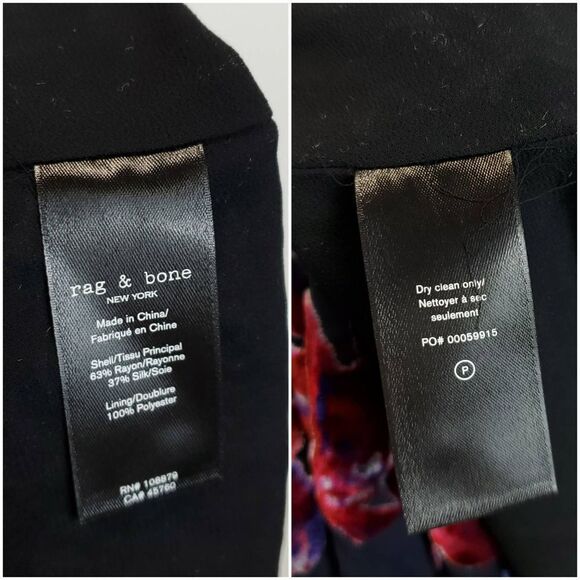 rag & bone
NEW YORK
Made in China/
Fabriqué en Chine
Shell/Tissu Principal
63% Rayon/Rayonne
37% Silk/Soie
Lining/Doublure
100% Polyester
RN# 108879
CA# 45760
Dry clean only/
Nettoyer à sec
seulement
PO# 00059915
P